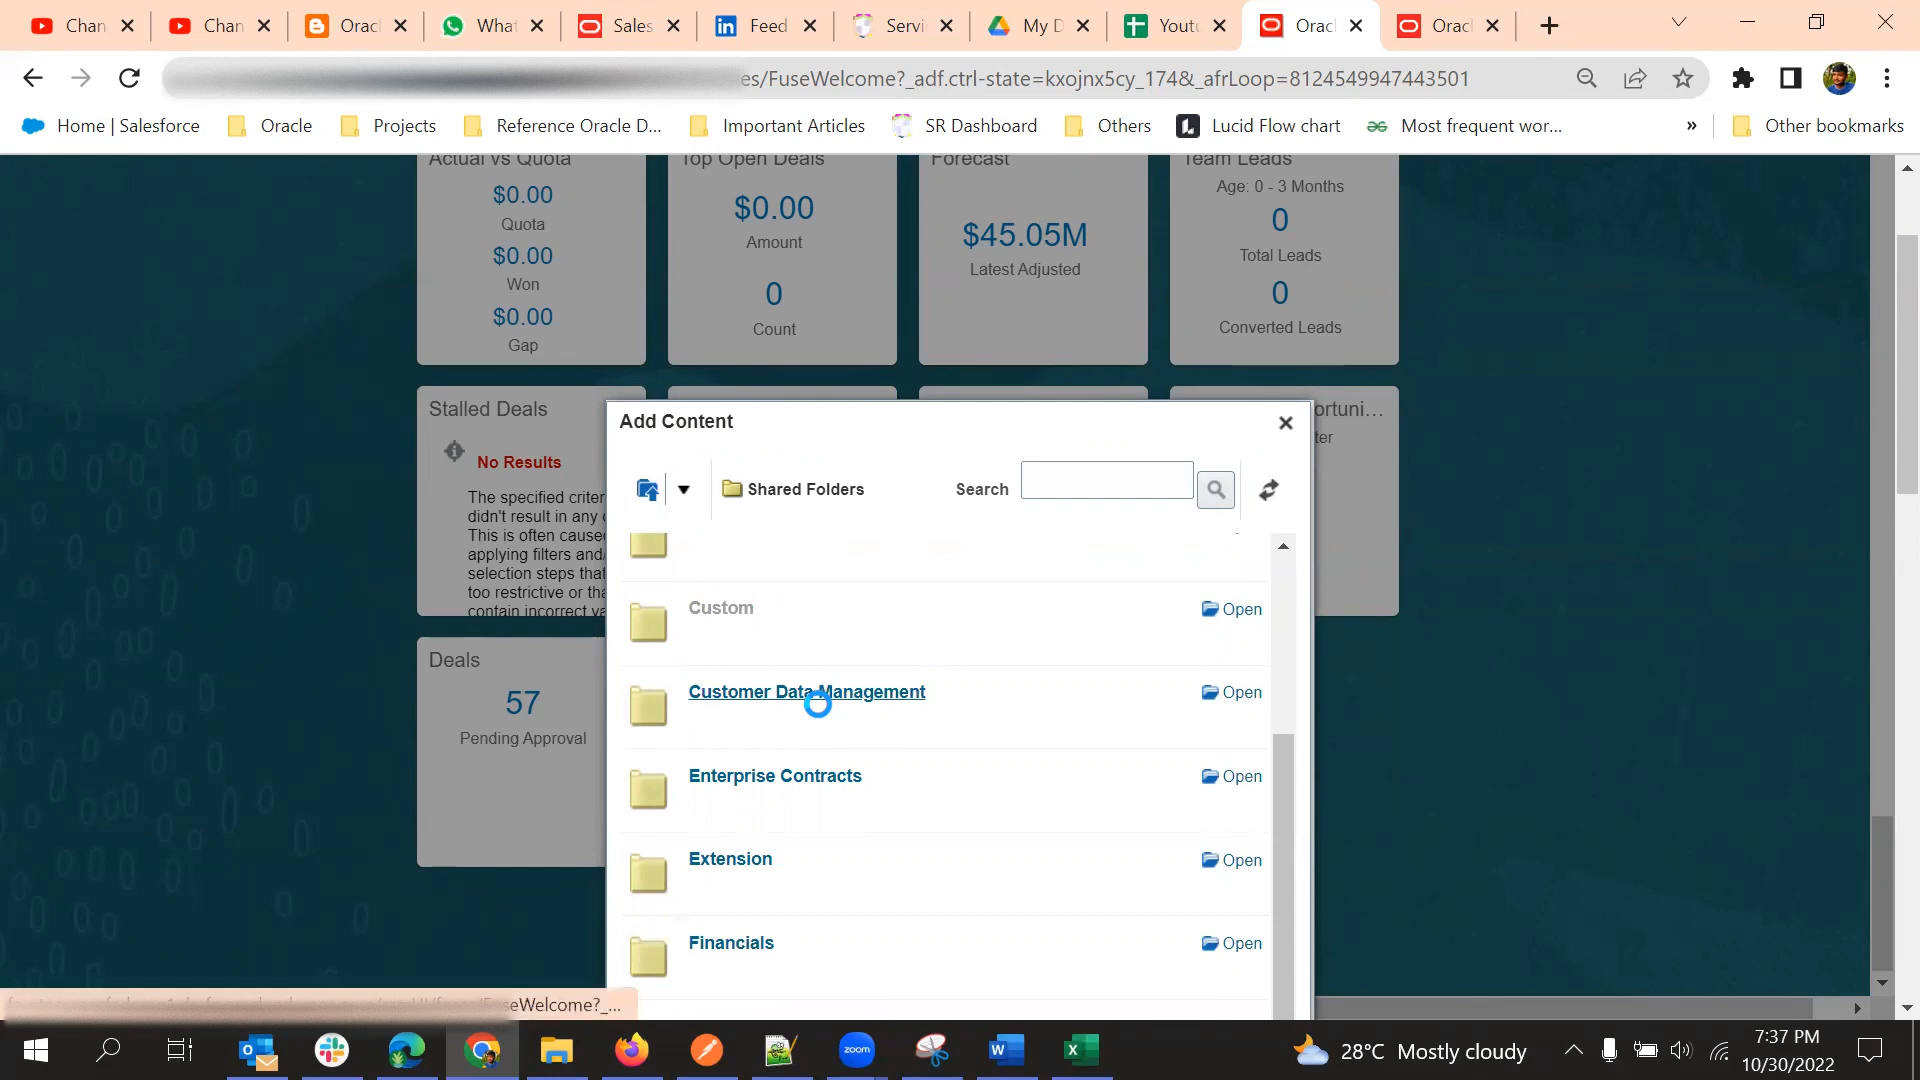 Chan
Chan
Oracl
What
Sales
Feed
Servi
My D
Youtu
Oracl
Oracl
es/FuseWelcome?_adf.ctrl-state=kxojnx5cy_174&_afrLoop=8124549947443501
Home | Salesforce
Oracle
Projects
Reference Oracle D...
Important Articles
SR Dashboard
Others
Lucid Flow chart
Most frequent wor...
»
Other bookmarks
Actual vs Quota
$0.00
Quota
$0.00
Won
$0.00
Gap
Top Open Deals
$0.00
Amount
0
Count
Forecast
$45.05M
Latest Adjusted
Team Leads
Age: 0 - 3 Months
0
Total Leads
0
Converted Leads
Stalled Deals
No Results
The specified criter
didn't result in any
This is often cause
applying filters and/
selection steps that
too restrictive or tha
contain incorrect va
ortuni...
ter
Deals
57
Pending Approval
Add Content
Shared Folders
Search
Custom
Open
Customer Data Management
Open
Enterprise Contracts
Open
Extension
Open
Financials
Open
eWelcome?_...
zoom
28°C Mostly cloudy
7:37 PM
10/30/2022